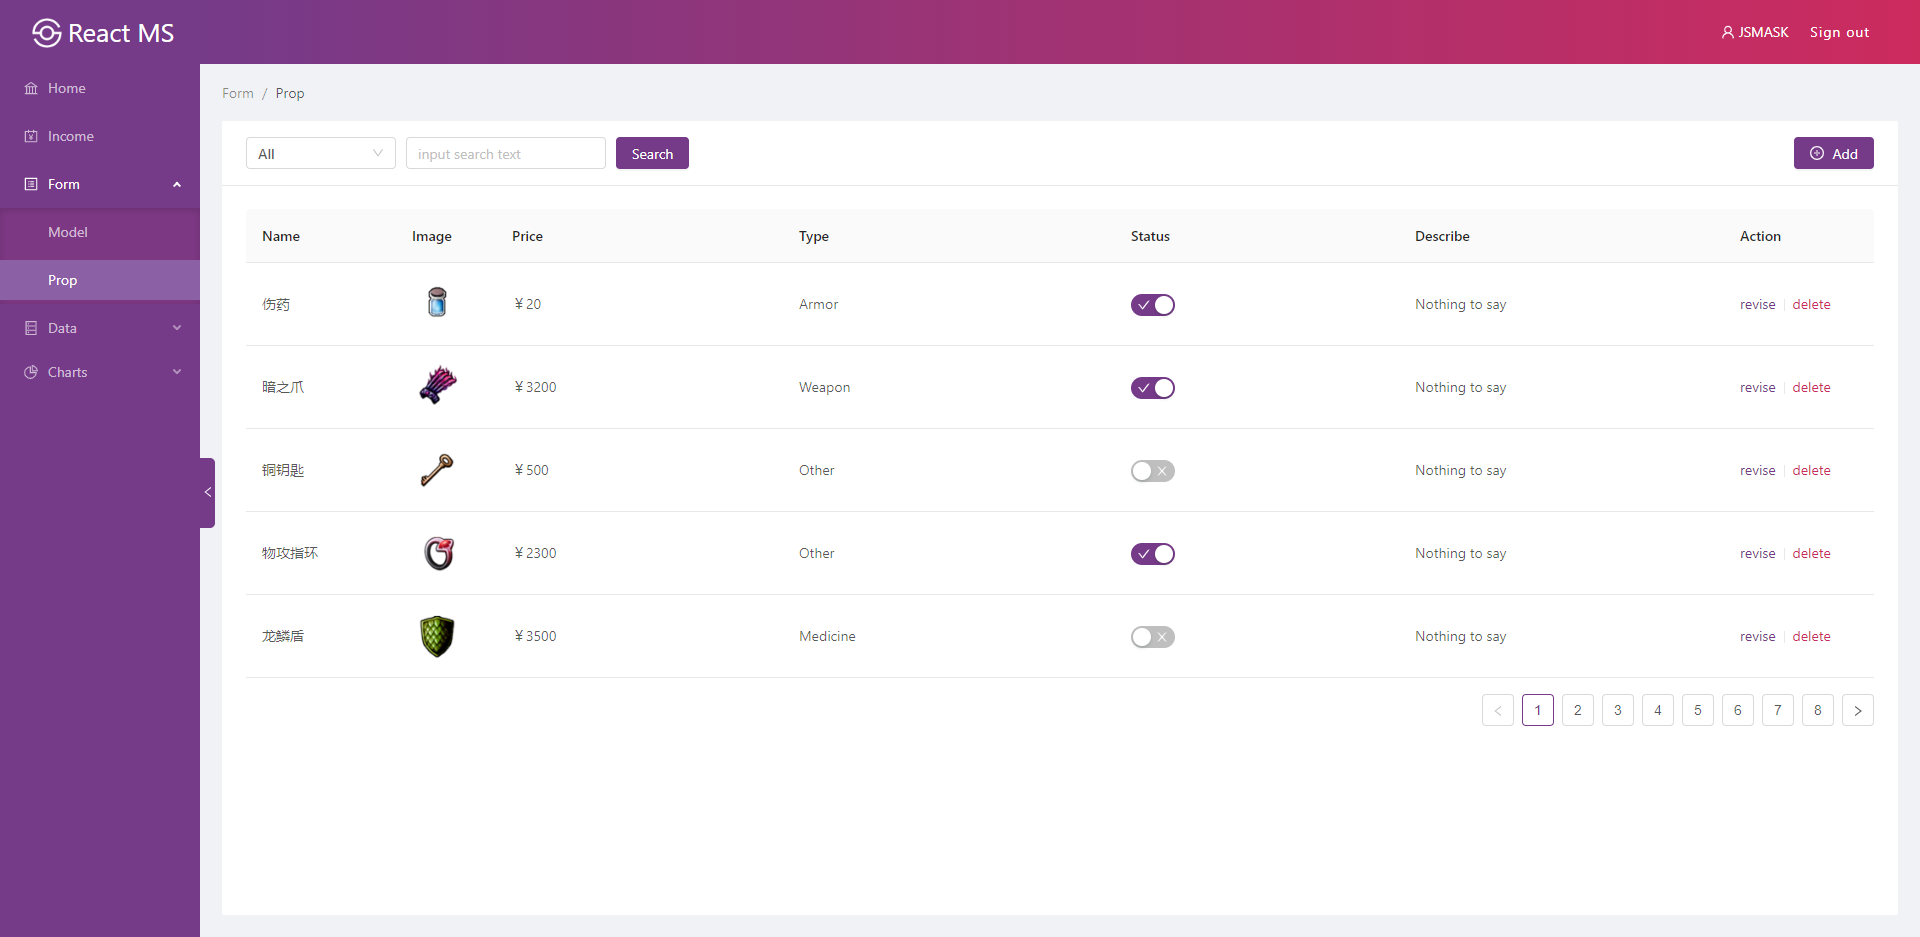 React MS
JSMASK Sign out
Home
Income
Form
Model
Prop
Data
Charts
Form / Prop
All input search text Search Add
Name Image Price Type Status Describe Action
伤药 ¥ 20 Armor Nothing to say revise delete
暗之爪 ¥ 3200 Weapon Nothing to say revise delete
铜钥匙 ¥ 500 Other Nothing to say revise delete
物攻指环 ¥ 2300 Other Nothing to say revise delete
龙鳞盾 ¥ 3500 Medicine Nothing to say revise delete
< 1 2 3 4 5 6 7 8 >